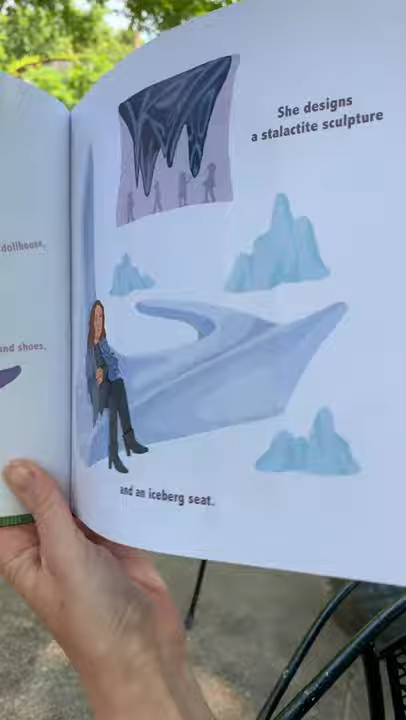 dollhouse,
and shoes,
She designs
a stalactite sculpture
and an iceberg seat.